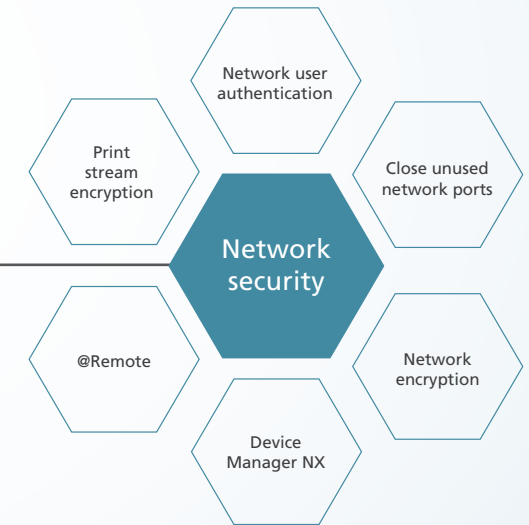 Network user
authentication
Print
stream
encryption
Close unused
network ports
Network
security
@Remote
Network
encryption
Device
Manager NX